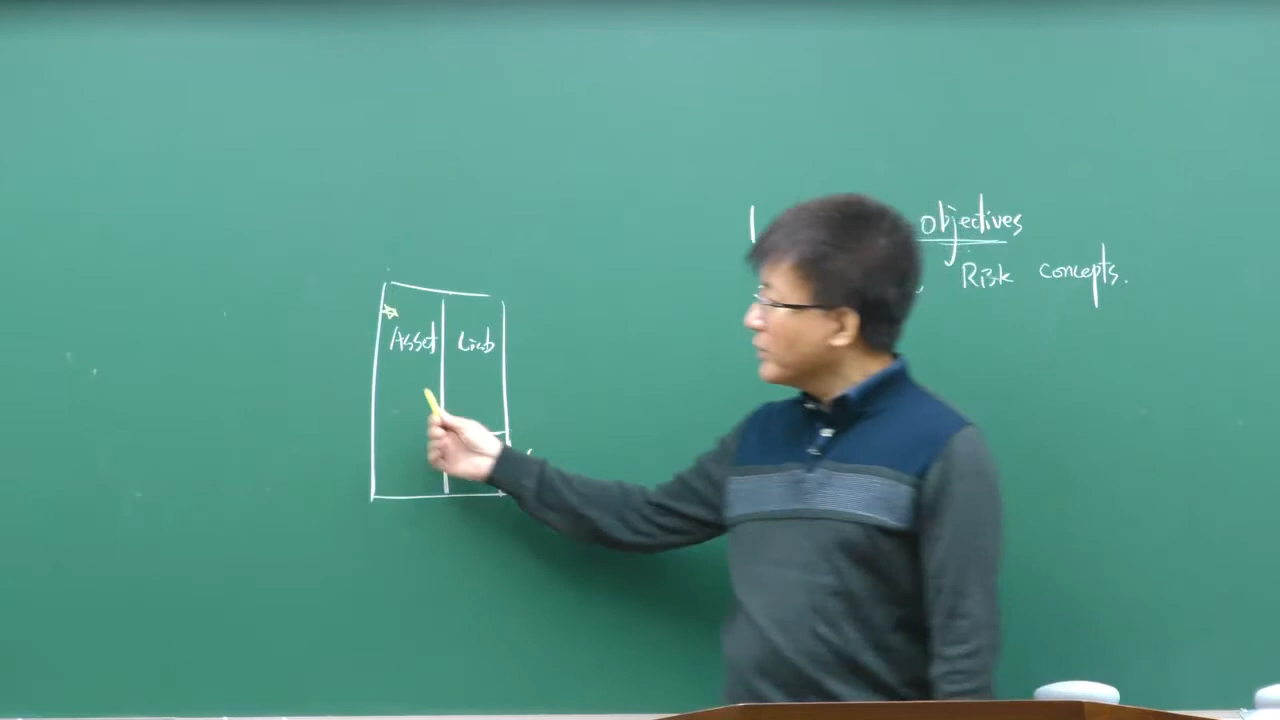 objectives
Risk concepts.
Asset Liab